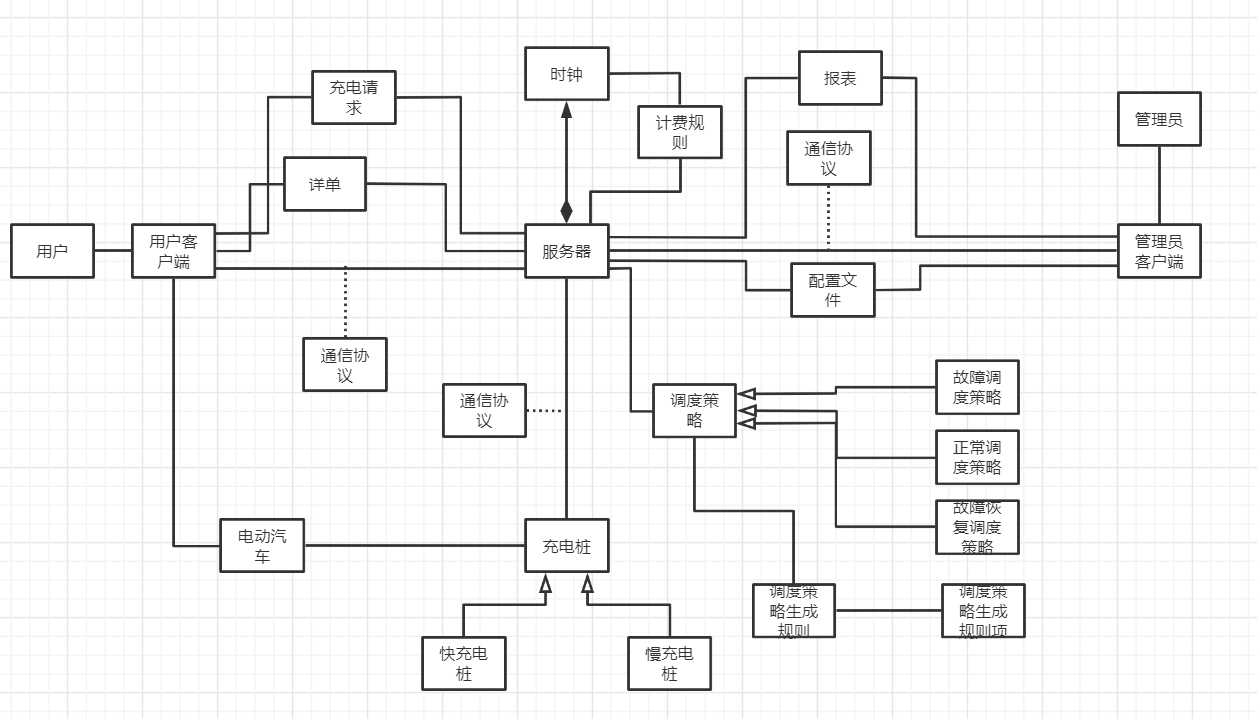 时钟
报表
充电请
求
管理员
计费规
则
通信协
议
详单
用户
用户客
户端
服务器
管理员
客户端
配置文
件
通信协
议
故障调
度策略
通信协
议
调度策
略
正常调
度策略
故障恢
复调度
策略
电动汽
车
充电桩
调度策
略生成
规则
调度策
略生成
规则项
快充电
桩
慢充电
桩